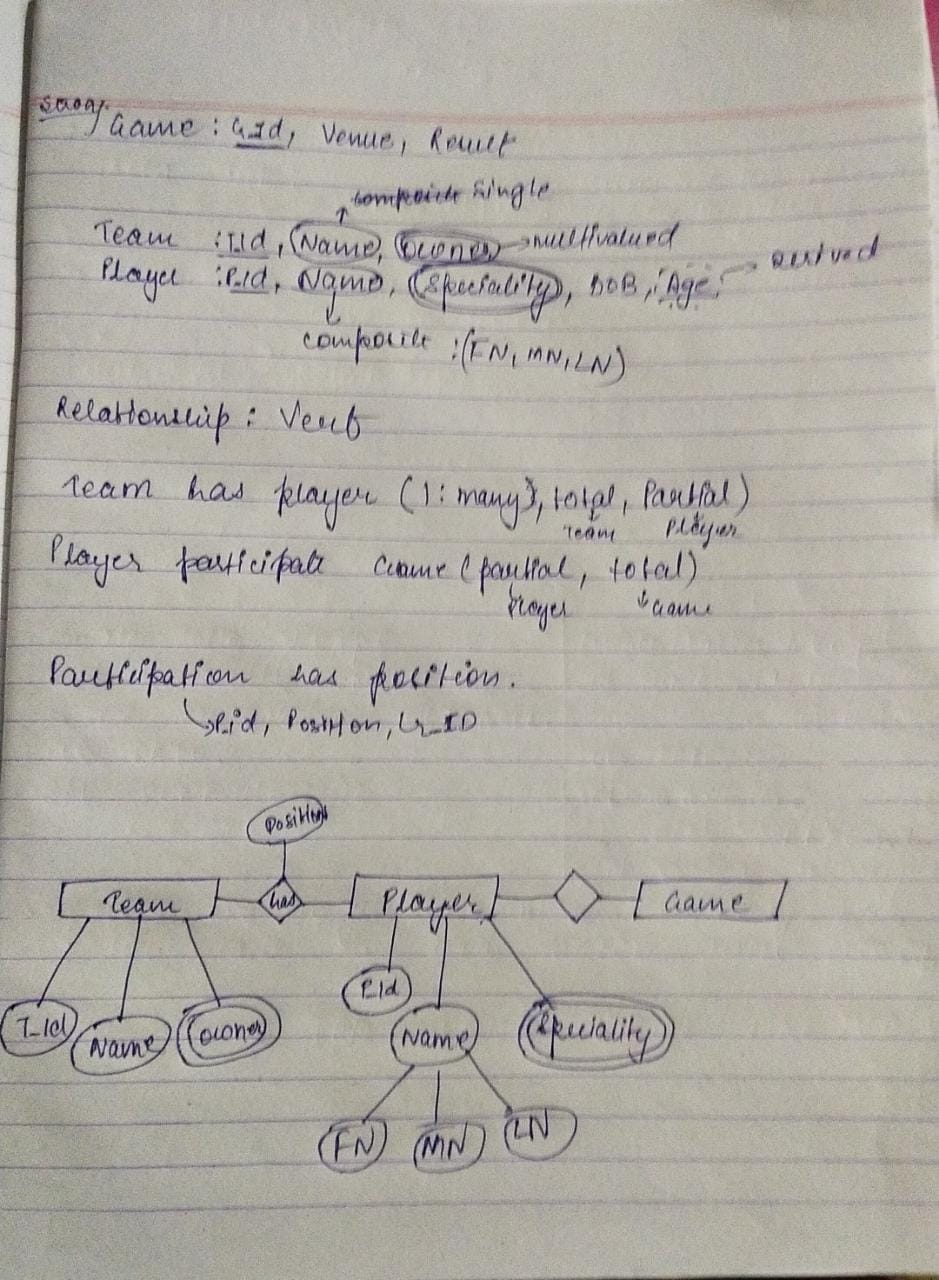 Game : G_Id, Venue, Result
composite Single
Team : T_Id, Name, Owner → multivalued
Player : P_Id, Name, (Speciality), DOB, Age → derived
composite : (FN, MN, LN)
Relationship : Verb
Team has player (1 : many), total, Partial)
Team Player
Player participate Game (partial, total)
Player Game
Participation has position.
P_id, Position, G_ID
Position
Team has Player Game
P_Id
T_Id Name Owner Name Speciality
FN MN LN